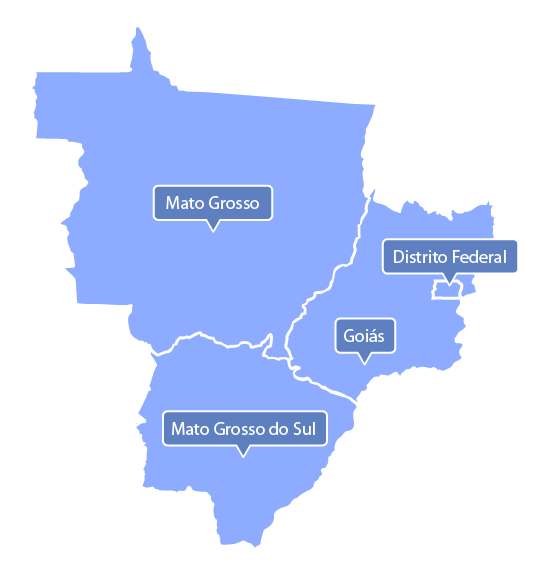 Mato Grosso
Distrito Federal
Goiás
Mato Grosso do Sul